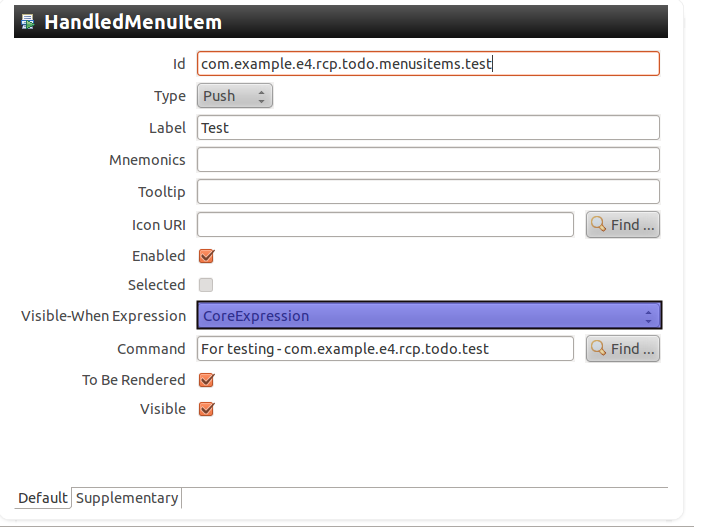 HandledMenuItem
Id com.example.e4.rcp.todo.menusitems.test
Type Push
Label Test
Mnemonics
Tooltip
Icon URI Find ...
Enabled
Selected
Visible-When Expression CoreExpression
Command For testing - com.example.e4.rcp.todo.test Find ...
To Be Rendered
Visible
Default Supplementary